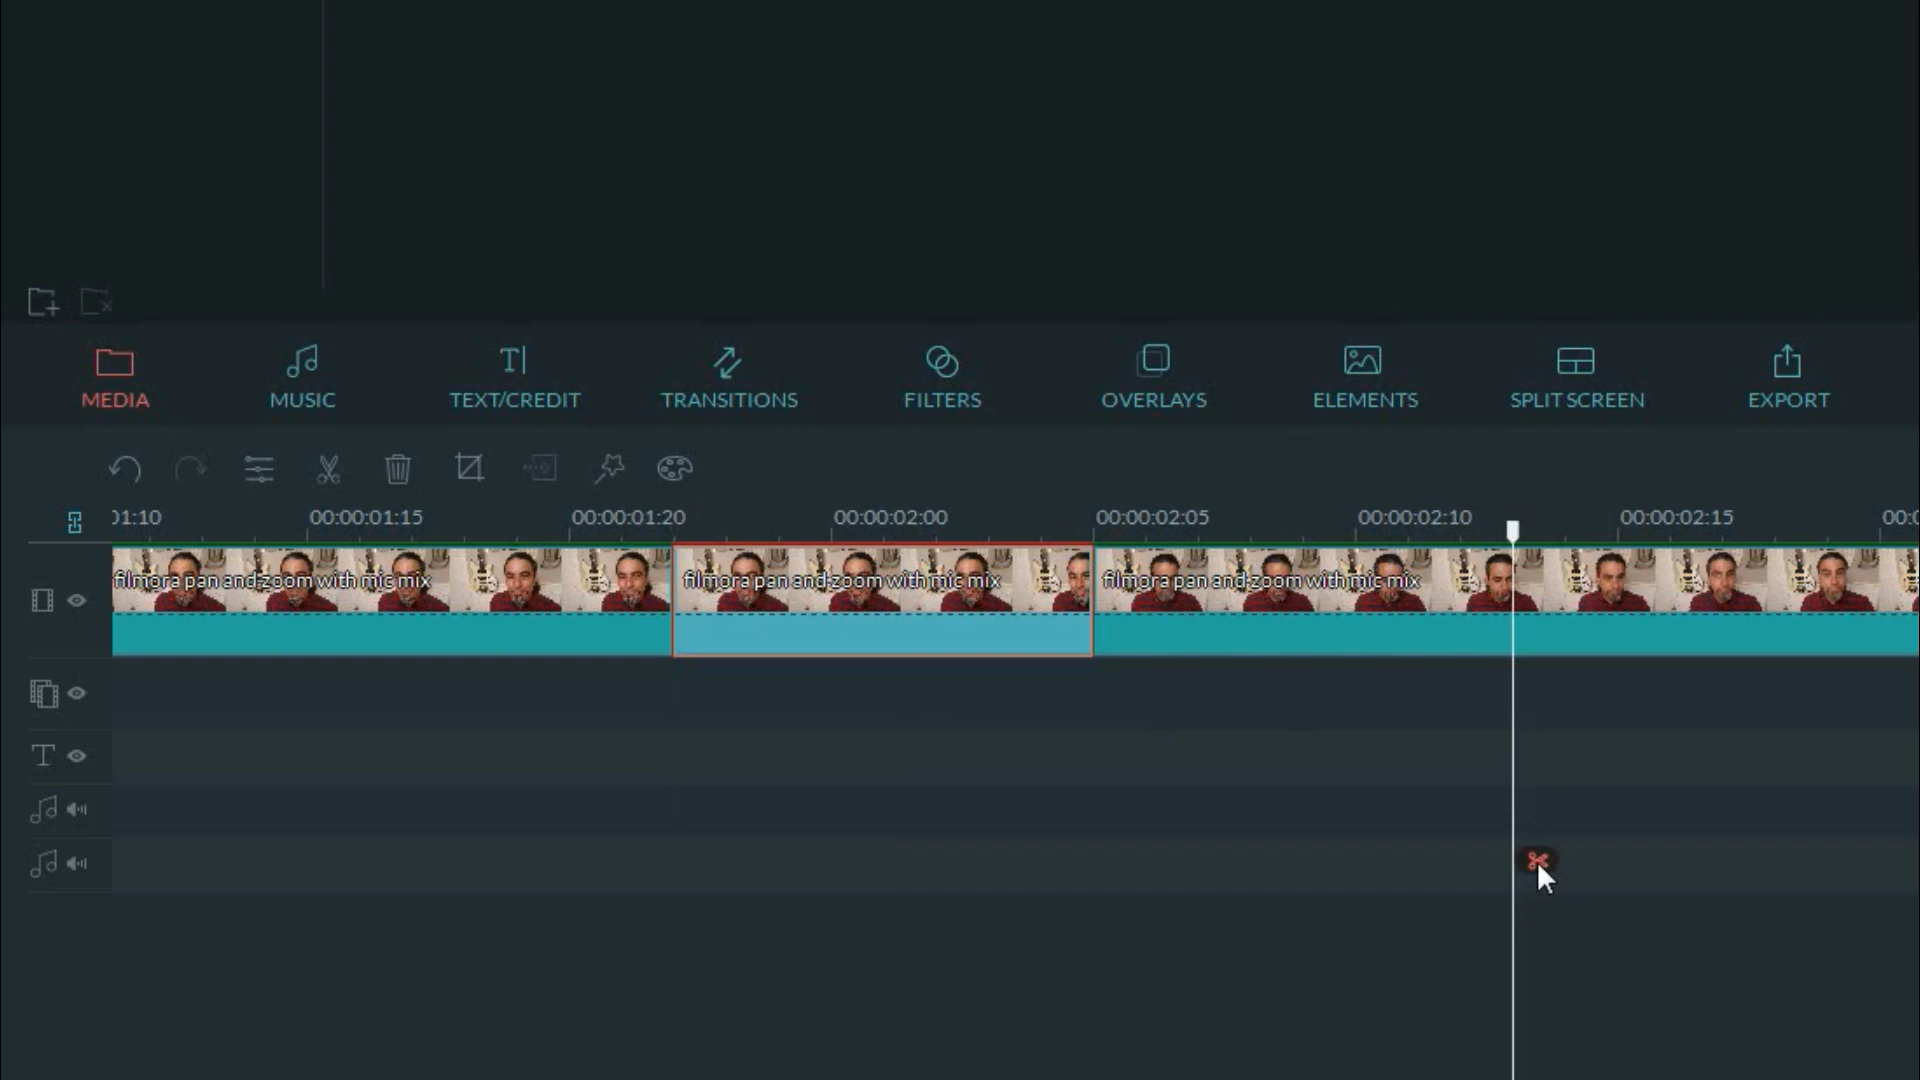 MEDIA
MUSIC
TEXT/CREDIT
TRANSITIONS
FILTERS
OVERLAYS
ELEMENTS
SPLIT SCREEN
EXPORT
01:10
00:00:01:15
00:00:01:20
00:00:02:00
00:00:02:05
00:00:02:10
00:00:02:15
filmora pan and zoom with mic mix
filmora pan and zoom with mic mix
filmora pan and zoom with mic mix